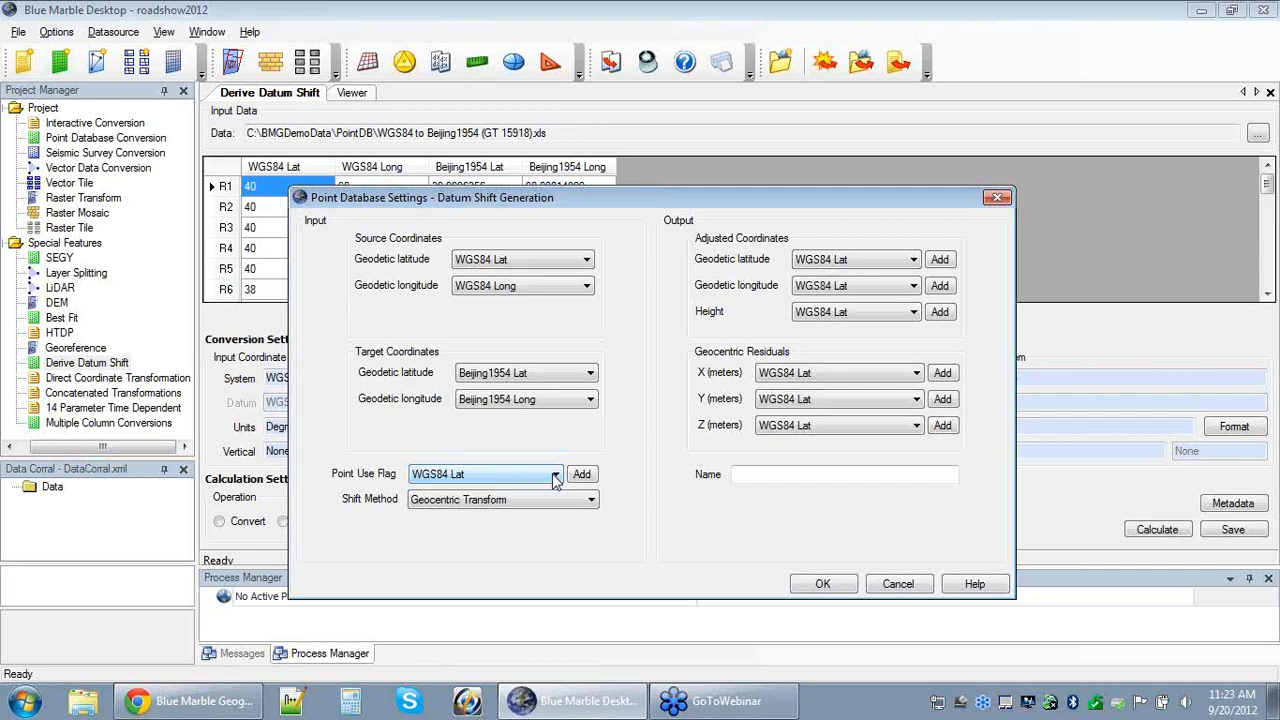 Blue Marble Desktop - roadshow2012
File Options Datasource View Window Help
Project Manager
Project
Interactive Conversion
Point Database Conversion
Seismic Survey Conversion
Vector Data Conversion
Vector Tile
Raster Transform
Raster Mosaic
Raster Tile
Special Features
SEGY
Layer Splitting
LiDAR
DEM
Best Fit
HTDP
Georeference
Derive Datum Shift
Direct Coordinate Transformation
Concatenated Transformations
14 Parameter Time Dependent
Multiple Column Conversions
Data Corral - DataCorral.xml
Data
Derive Datum Shift Viewer
Input Data
Data: C:\BMGDemoData\PointDB\WGS84 to Beijing1954 (GT 15918).xls ...
WGS84 Lat WGS84 Long Beijing1954 Lat Beijing1954 Long
R1 40
R2 40
R3 40
R4 40
R5 40
R6 38
Conversion Set
Input Coordinate
System WGS
Datum WGS
Units Degr
Vertical None
Format
None
Calculation Set
Operation
Convert
Metadata
Calculate Save
Ready
Point Database Settings - Datum Shift Generation
Input
Source Coordinates
Geodetic latitude WGS84 Lat
Geodetic longitude WGS84 Long
Target Coordinates
Geodetic latitude Beijing1954 Lat
Geodetic longitude Beijing1954 Long
Point Use Flag WGS84 Lat Add
Shift Method Geocentric Transform
Output
Adjusted Coordinates
Geodetic latitude WGS84 Lat Add
Geodetic longitude WGS84 Lat Add
Height WGS84 Lat Add
Geocentric Residuals
X (meters) WGS84 Lat Add
Y (meters) WGS84 Lat Add
Z (meters) WGS84 Lat Add
Name
OK Cancel Help
Process Manager
No Active P
Messages Process Manager
Ready
Blue Marble Geog... Blue Marble Deskt... GoToWebinar
11:23 AM
9/20/2012